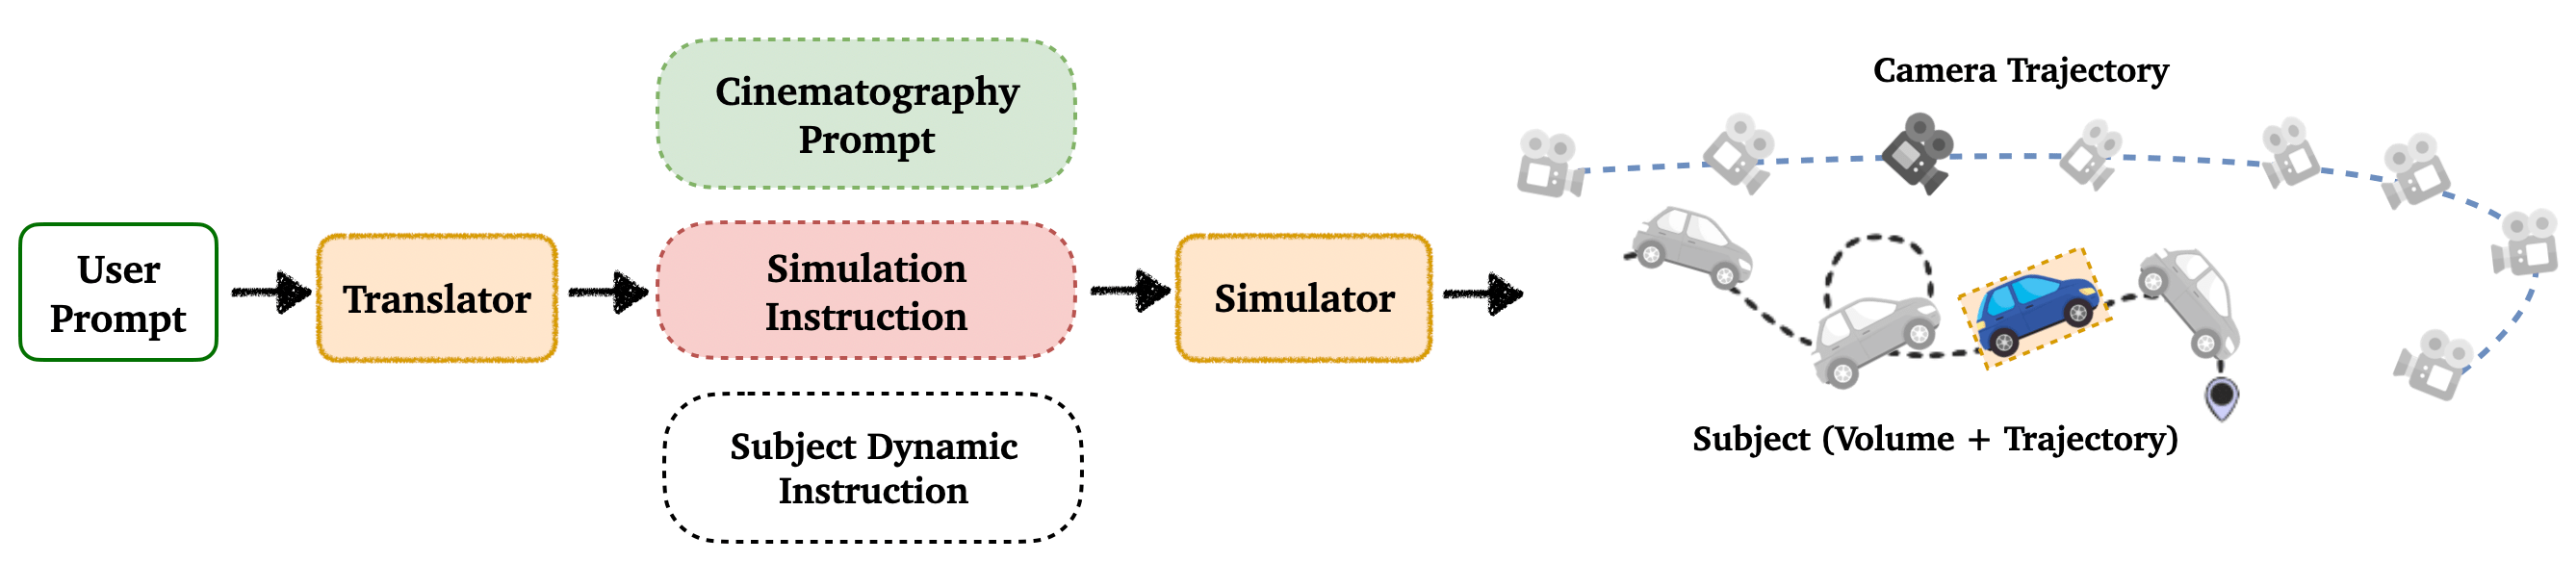 User
Prompt
Translator
Cinematography
Prompt
Simulation
Instruction
Subject Dynamic
Instruction
Simulator
Camera Trajectory
Subject (Volume + Trajectory)